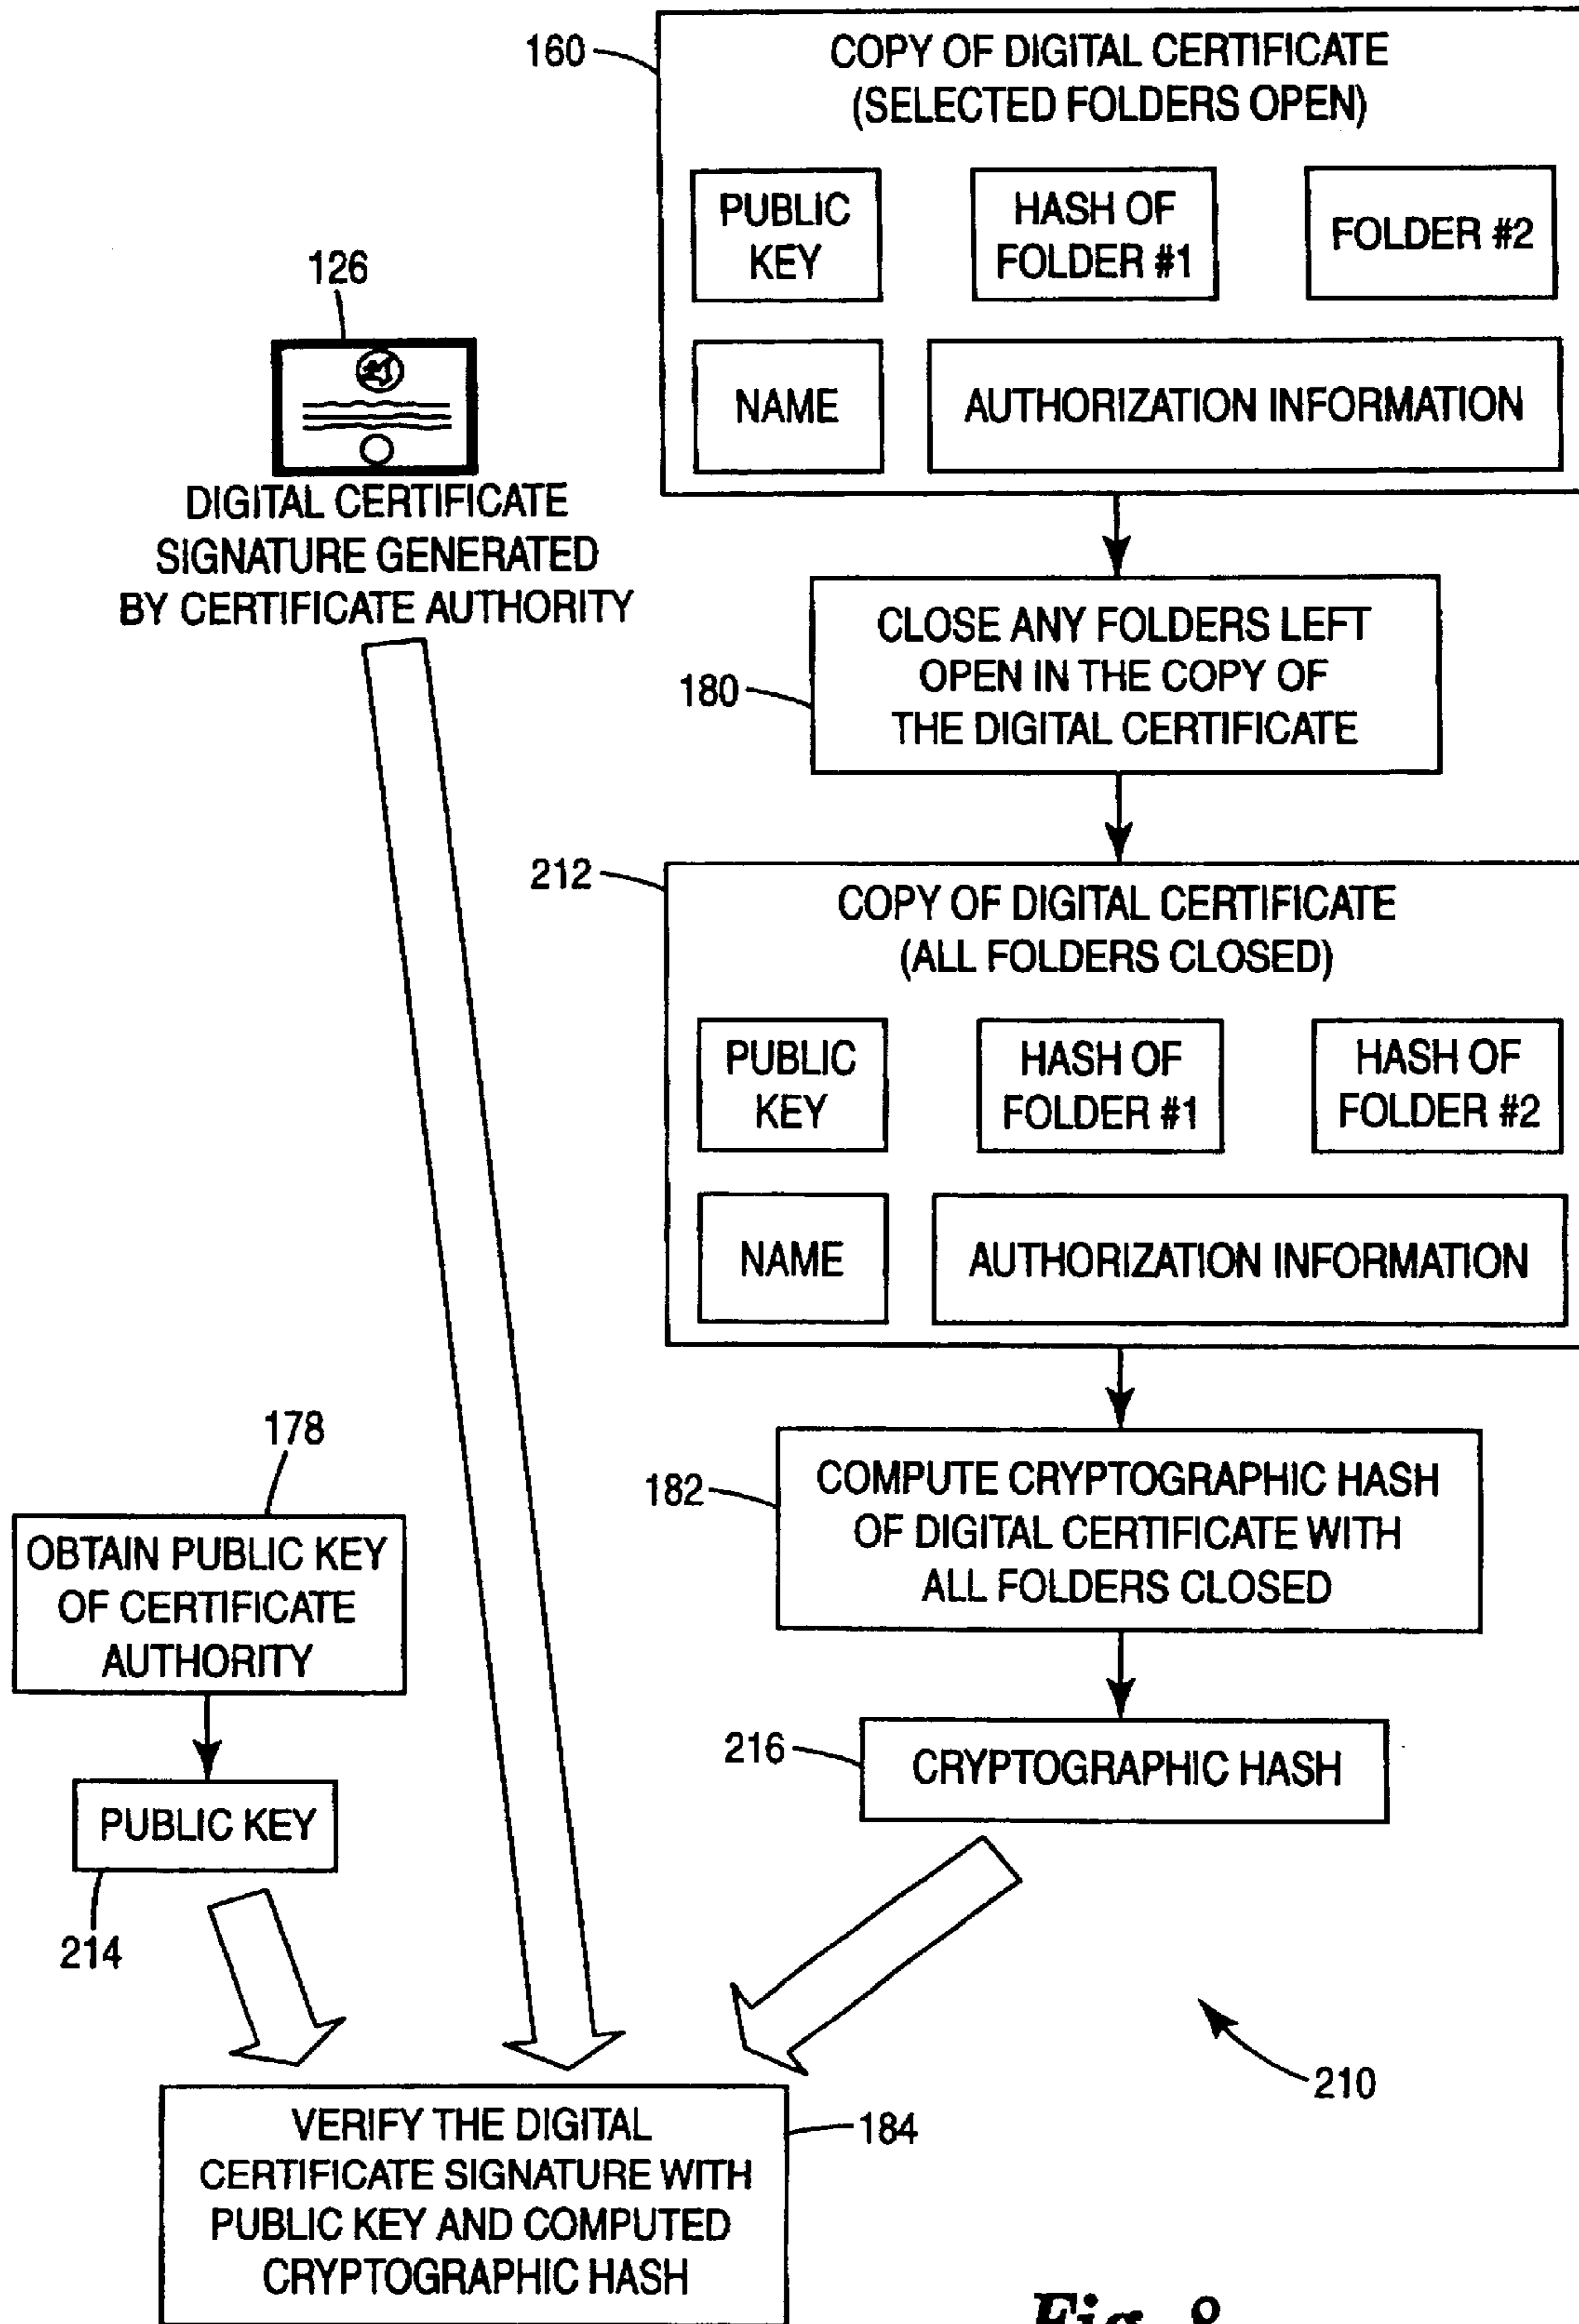 160
COPY OF DIGITAL CERTIFICATE
(SELECTED FOLDERS OPEN)
PUBLIC
KEY
HASH OF
FOLDER #1
FOLDER #2
NAME
AUTHORIZATION INFORMATION
126
DIGITAL CERTIFICATE
SIGNATURE GENERATED
BY CERTIFICATE AUTHORITY
180
CLOSE ANY FOLDERS LEFT
OPEN IN THE COPY OF
THE DIGITAL CERTIFICATE
212
COPY OF DIGITAL CERTIFICATE
(ALL FOLDERS CLOSED)
PUBLIC
KEY
HASH OF
FOLDER #1
HASH OF
FOLDER #2
NAME
AUTHORIZATION INFORMATION
178
OBTAIN PUBLIC KEY
OF CERTIFICATE
AUTHORITY
182
COMPUTE CRYPTOGRAPHIC HASH
OF DIGITAL CERTIFICATE WITH
ALL FOLDERS CLOSED
PUBLIC KEY
214
216
CRYPTOGRAPHIC HASH
210
VERIFY THE DIGITAL
CERTIFICATE SIGNATURE WITH
PUBLIC KEY AND COMPUTED
CRYPTOGRAPHIC HASH
184
Fig. 8